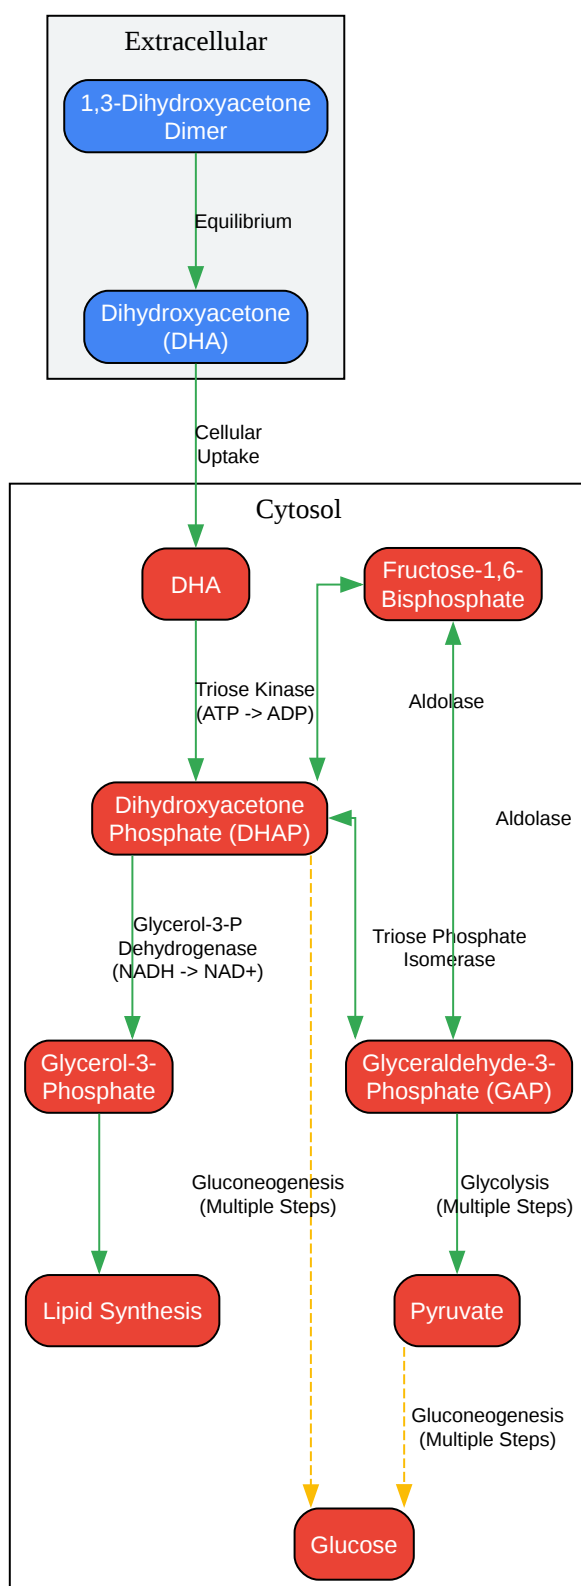 Extracellular
1,3-Dihydroxyacetone
Dimer
Equilibrium
Dihydroxyacetone
(DHA)
Cellular
Uptake
Cytosol
DHA
Fructose-1,6-
Bisphosphate
Triose Kinase
(ATP -> ADP)
Aldolase
Dihydroxyacetone
Phosphate (DHAP)
Aldolase
Glycerol-3-P
Dehydrogenase
(NADH -> NAD+)
Triose Phosphate
Isomerase
Glycerol-3-
Phosphate
Glyceraldehyde-3-
Phosphate (GAP)
Gluconeogenesis
(Multiple Steps)
Glycolysis
(Multiple Steps)
Lipid Synthesis
Pyruvate
Gluconeogenesis
(Multiple Steps)
Glucose